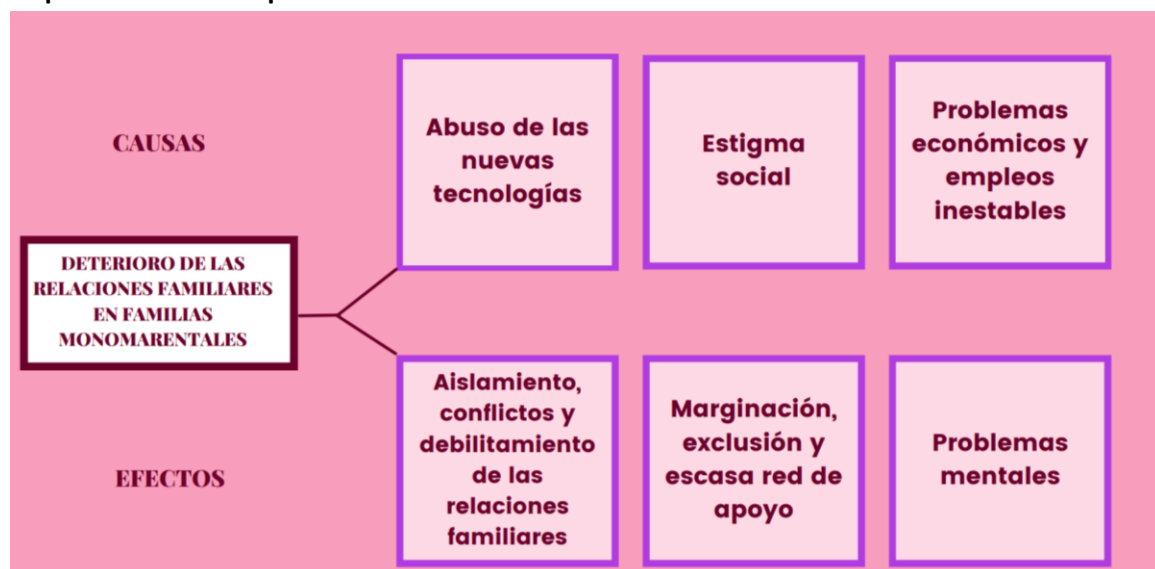 CAUSAS
Abuso de las
nuevas
tecnologías
Estigma
social
Problemas
económicos y
empleos
inestables
DETERIORO DE LAS
RELACIONES FAMILIARES
EN FAMILIAS
MONOMARENTALES
EFECTOS
Aislamiento,
conflictos y
debilitamiento
de las
relaciones
familiares
Marginación,
exclusión y
escasa red de
apoyo
Problemas
mentales